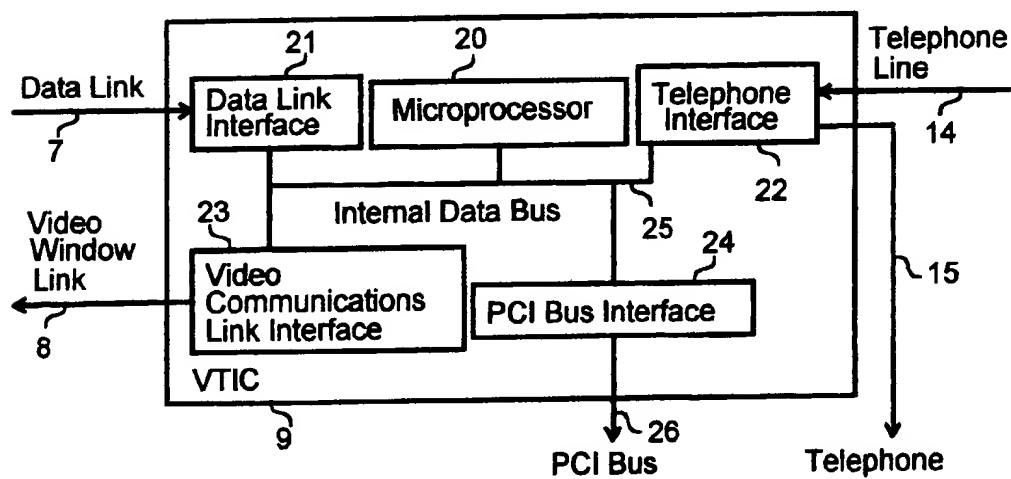 21
20
Telephone
Line
Data Link
7
Data Link
Interface
Microprocessor
Telephone
Interface
14
22
25
Internal Data Bus
23
Video
Window
Link
8
24
15
Video
Communications
Link Interface
PCI Bus Interface
VTIC
9
26
PCI Bus
Telephone